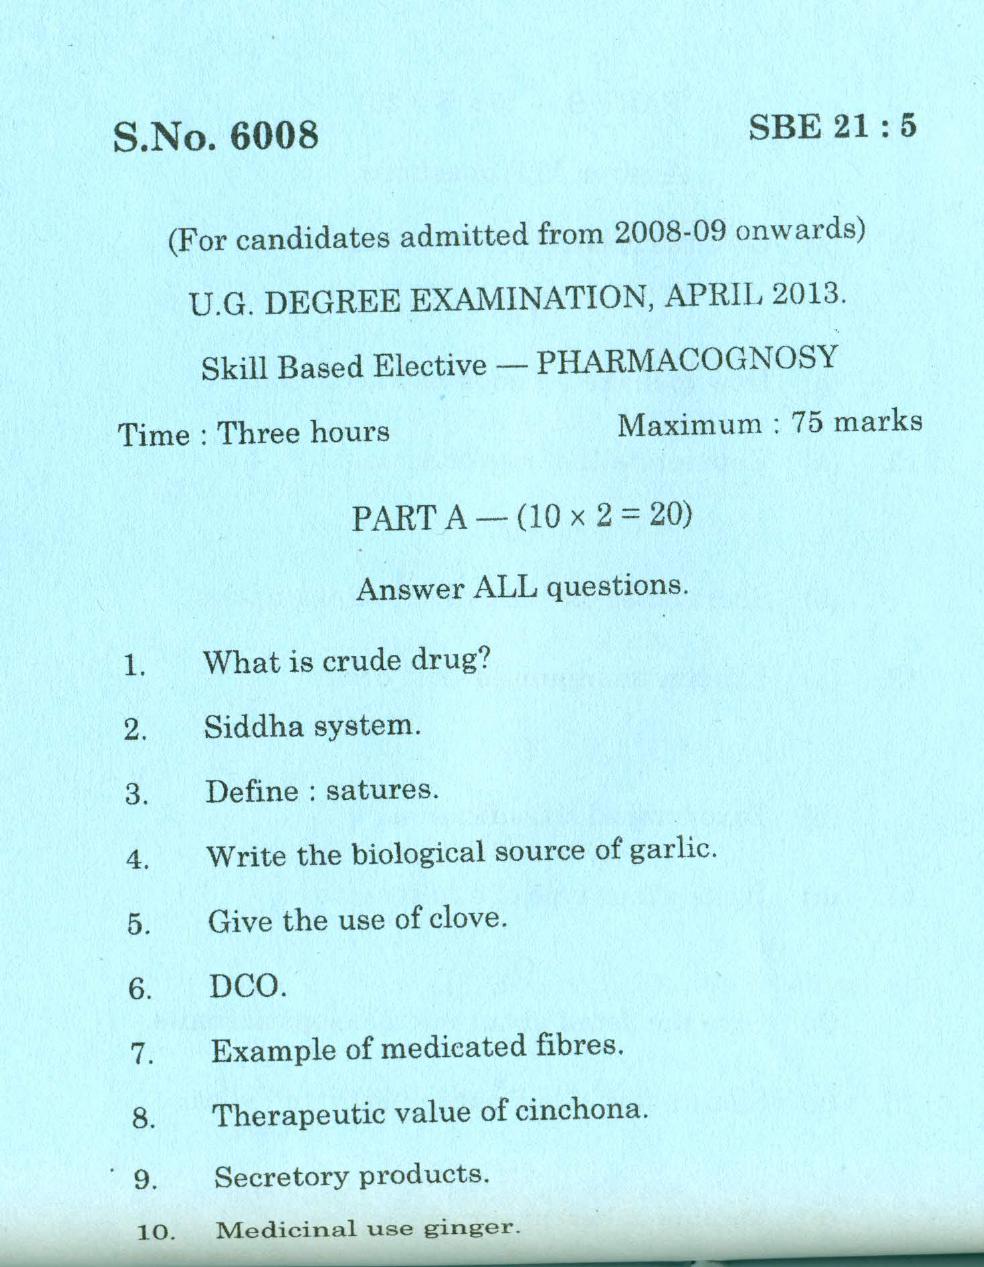 S.No. 6008 SBE 21 : 5
(For candidates admitted from 2008-09 onwards)
U.G. DEGREE EXAMINATION, APRIL 2013.
Skill Based Elective — PHARMACOGNOSY
Time : Three hours Maximum : 75 marks
PART A — (10 × 2 = 20)
Answer ALL questions.
1. What is crude drug?
2. Siddha system.
3. Define : satures.
4. Write the biological source of garlic.
5. Give the use of clove.
6. DCO.
7. Example of medicated fibres.
8. Therapeutic value of cinchona.
9. Secretory products.
10. Medicinal use ginger.